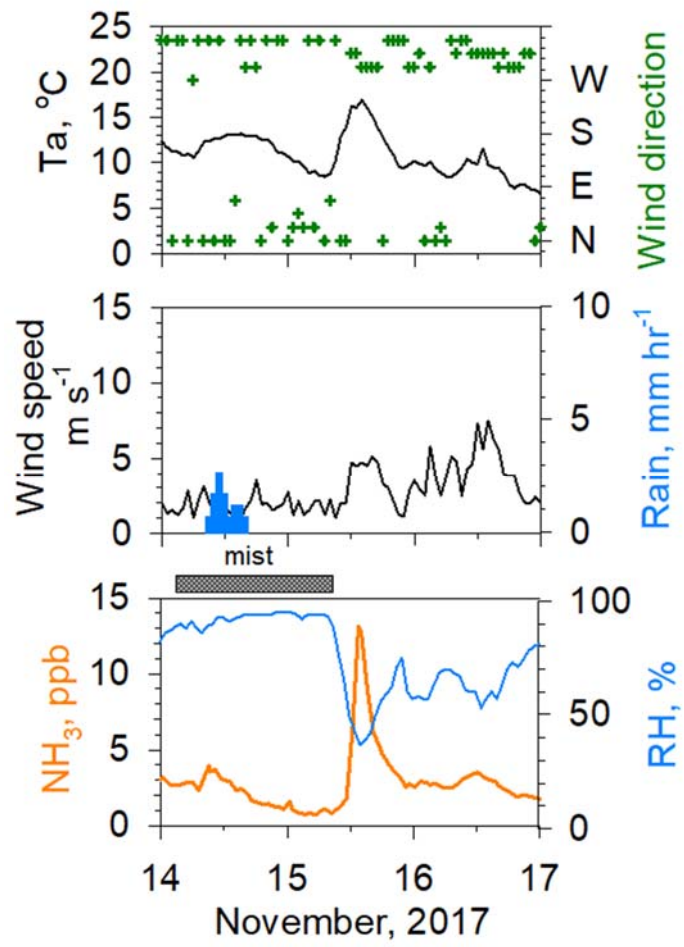 25
20
15
10
5
0
Ta, °C
W
S
E
N
Wind direction
15
10
5
0
Wind speed
m s⁻¹
10
5
0
Rain, mm hr⁻¹
mist
15
10
5
0
NH₃, ppb
100
50
0
RH, %
14 15 16 17
November, 2017